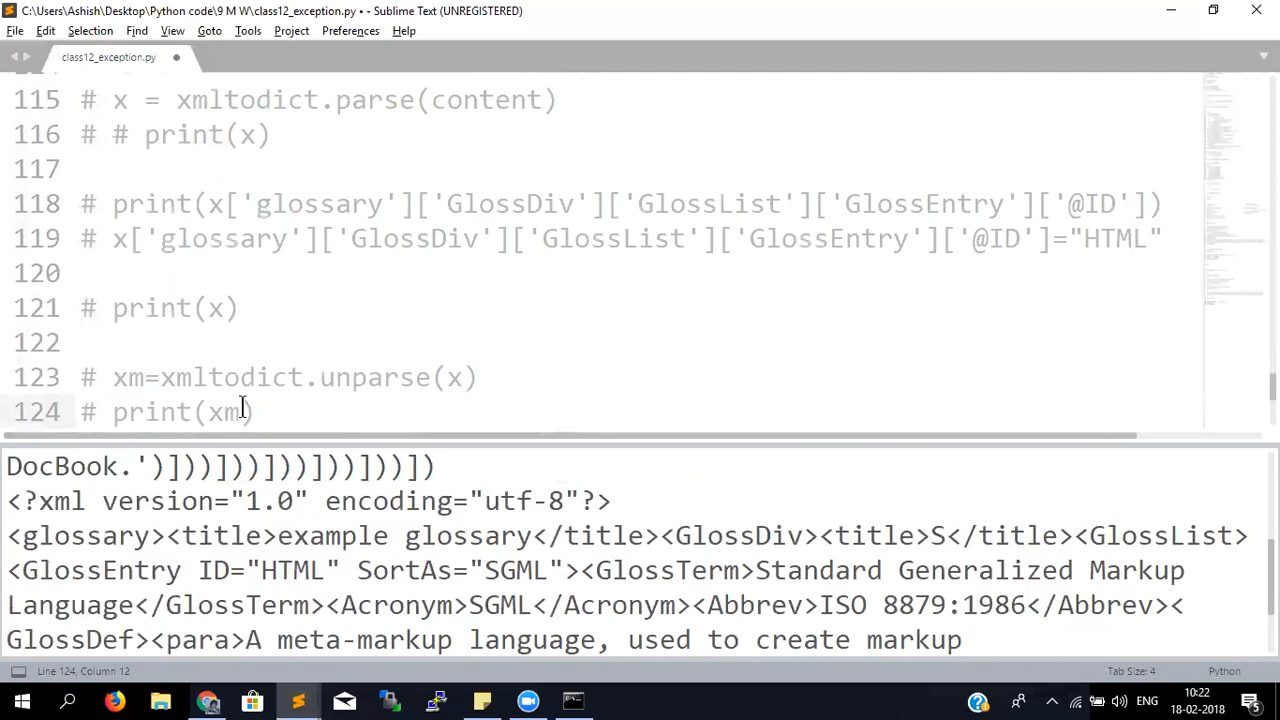 C:\Users\Ashish\Desktop\Python code\9 M W\class12_exception.py • - Sublime Text (UNREGISTERED)
File Edit Selection Find View Goto Tools Project Preferences Help
class12_exception.py
115 # x = xmltodict.parse(content)
116 # # print(x)
117
118 # print(x['glossary']['GlossDiv']['GlossList']['GlossEntry']['@ID'])
119 # x['glossary']['GlossDiv']['GlossList']['GlossEntry']['@ID']="HTML"
120
121 # print(x)
122
123 # xm=xmltodict.unparse(x)
124 # print(xm)
DocBook.')]))]))]))]))]))])
<?xml version="1.0" encoding="utf-8"?>
<glossary><title>example glossary</title><GlossDiv><title>S</title><GlossList>
<GlossEntry ID="HTML" SortAs="SGML"><GlossTerm>Standard Generalized Markup
Language</GlossTerm><Acronym>SGML</Acronym><Abbrev>ISO 8879:1986</Abbrev><
GlossDef><para>A meta-markup language, used to create markup
Line 124, Column 12 Tab Size: 4 Python
ENG 10:22
18-02-2018
5